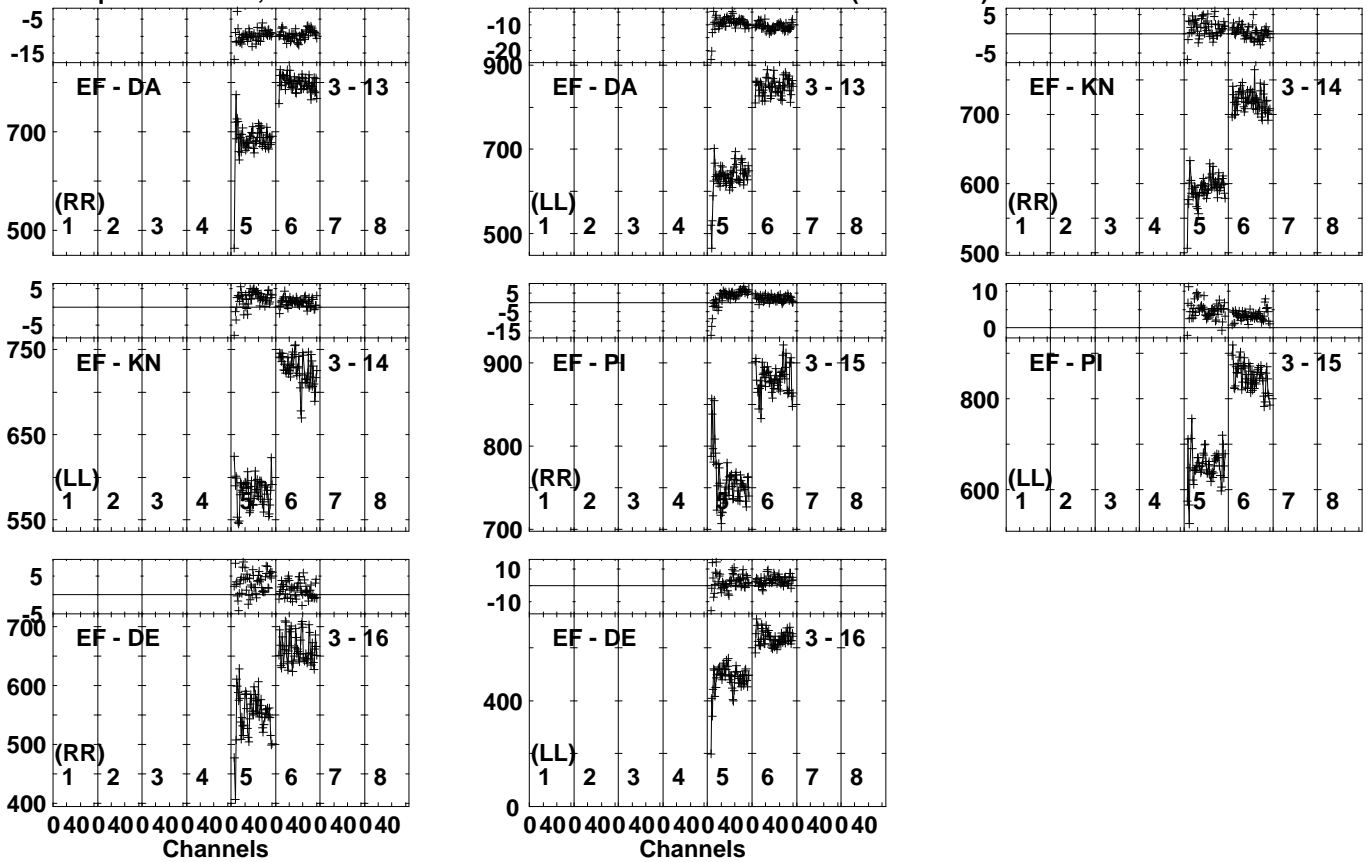 -5
-15
EF - DA 3 - 13
700
500
(RR)
1 2 3 4 5 6 7 8
-10
-20
900
EF - DA 3 - 13
700
500
(LL)
1 2 3 4 5 6 7 8
5
-5
EF - KN 3 - 14
700
600
500
(RR)
1 2 3 4 5 6 7 8
5
-5
750
EF - KN 3 - 14
650
550
(LL)
1 2 3 4 5 6 7 8
5
-5
-15
900
EF - PI 3 - 15
800
700
(RR)
1 2 3 4 5 6 7 8
10
0
EF - PI 3 - 15
800
600
(LL)
1 2 3 4 5 6 7 8
5
-5
700
EF - DE 3 - 16
600
500
400
(RR)
1 2 3 4 5 6 7 8
0 40 0 40 0 40 0 40 0 40 0 40 0 40 0 40
Channels
10
-10
EF - DE 3 - 16
400
0
(LL)
1 2 3 4 5 6 7 8
0 40 0 40 0 40 0 40 0 40 0 40 0 40 0 40
Channels